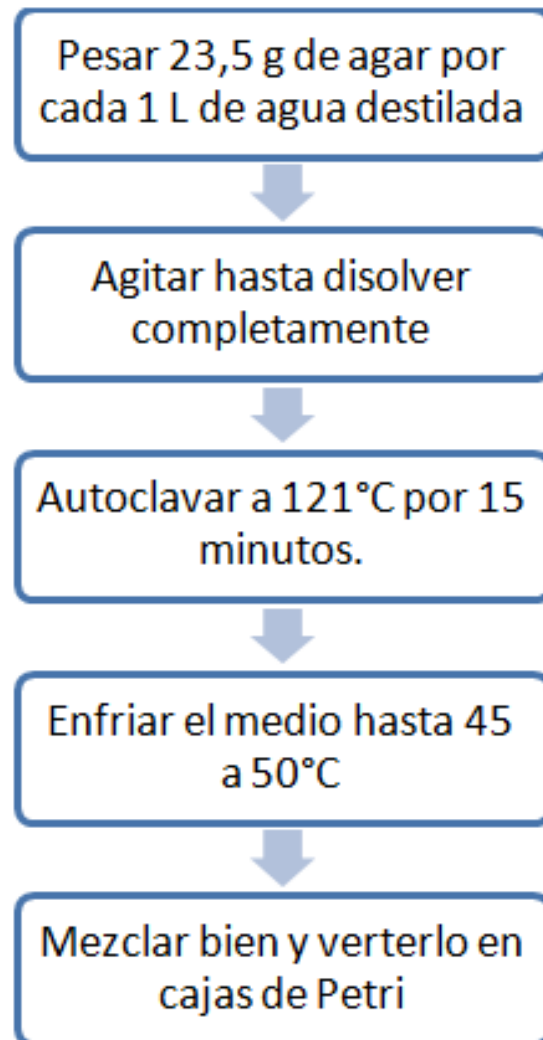 Pesar 23,5 g de agar por
cada 1 L de agua destilada
Agitar hasta disolver
completamente
Autoclavar a 121°C por 15
minutos.
Enfriar el medio hasta 45
a 50°C
Mezclar bien y verterlo en
cajas de Petri